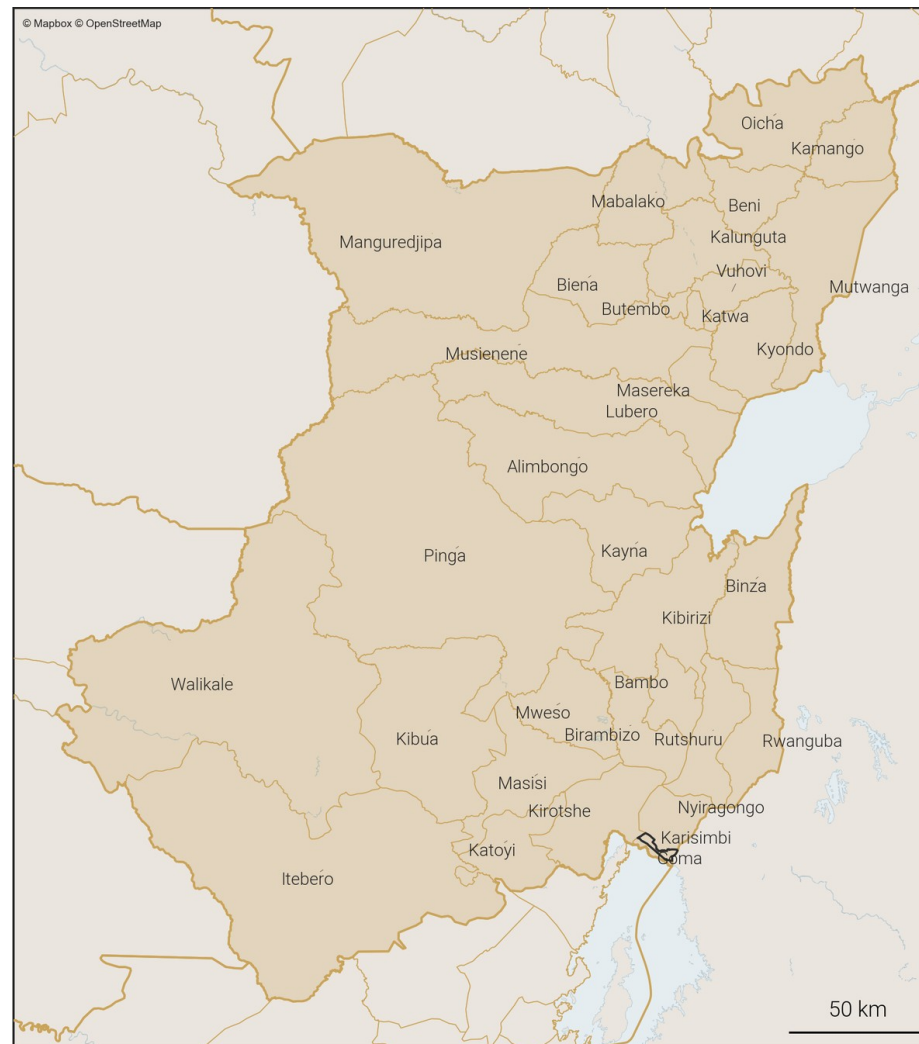 © Mapbox © OpenStreetMap
Oicha
Kamango
Mabalako
Beni
Manguredjipa
Kalunguta
Vuhovi
Biena
Mutwanga
Butembo
Katwa
Musienene
Kyondo
Masereka
Lubero
Alimbongo
Pinga
Kayna
Binza
Kibirizi
Walikale
Bambo
Mweso
Kibua
Birambizo
Rutshuru
Rwanguba
Masisi
Kirotshe
Nyiragongo
Karisimbi
Katoyi
Goma
Itebero
50 km